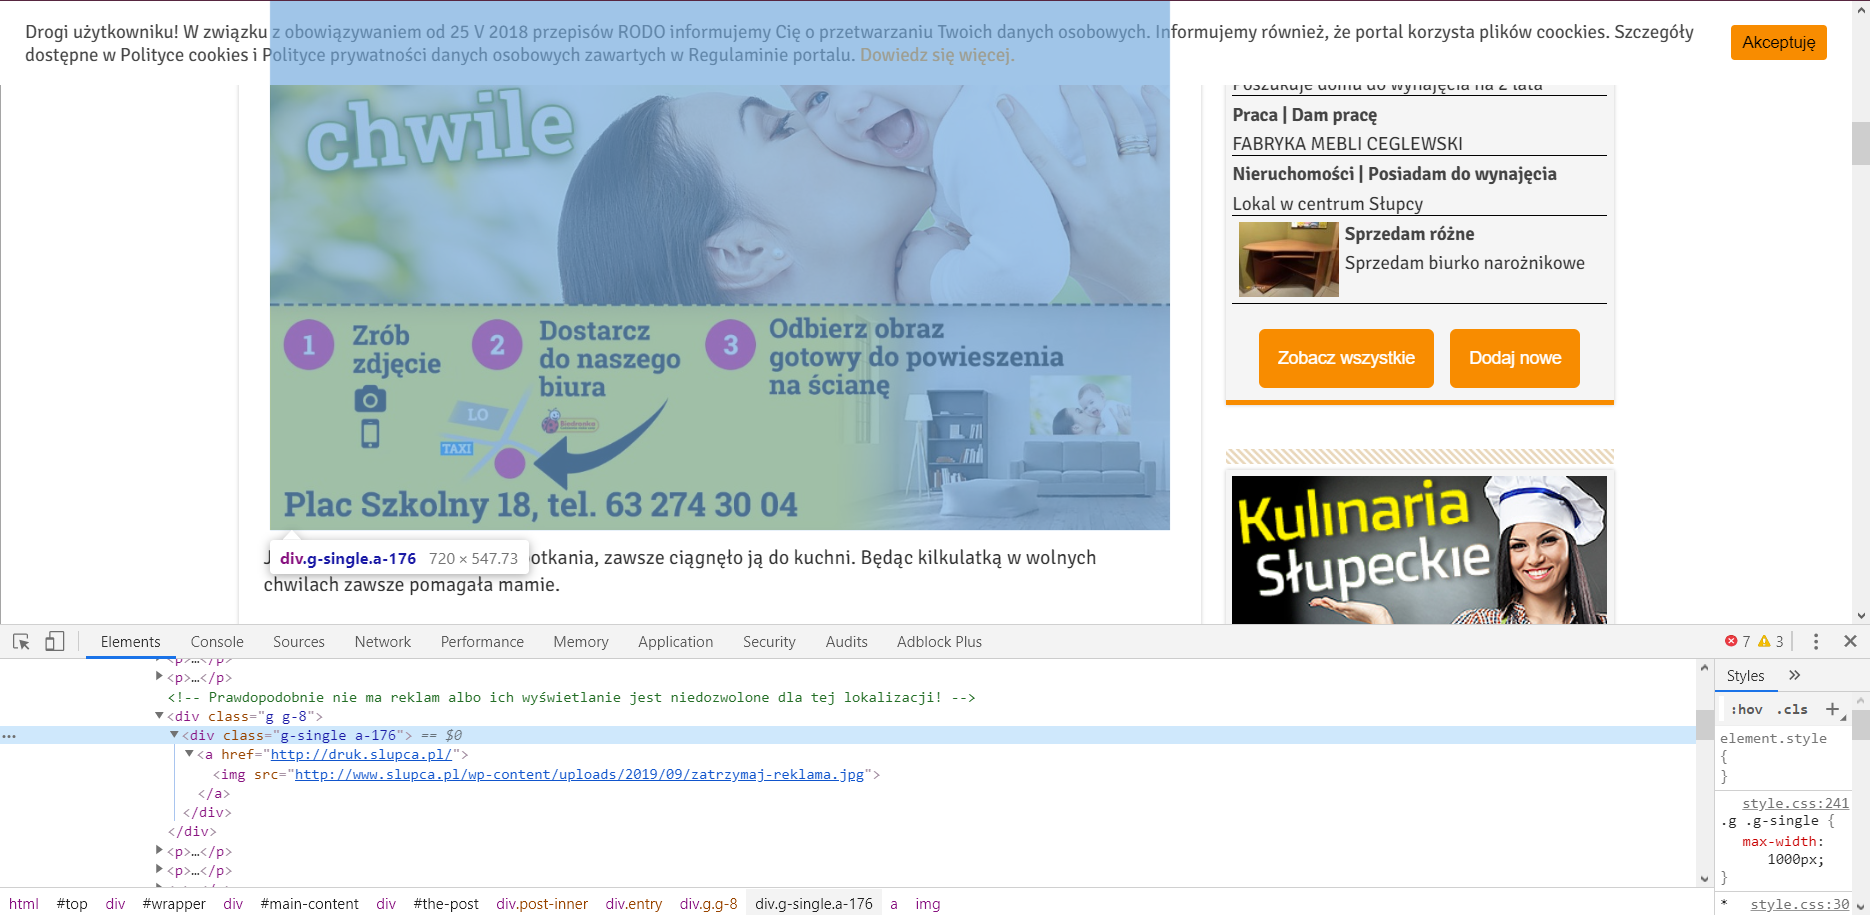 Drogi użytkowniku! W związku z obowiązywaniem od 25 V 2018 przepisów RODO informujemy Cię o przetwarzaniu Twoich danych osobowych. Informujemy również, że portal korzysta plików coockies. Szczegóły
dostępne w Polityce cookies i Polityce prywatności danych osobowych zawartych w Regulaminie portalu. Dowiedz się więcej.
Akceptuję
chwile
1 Zrób zdjęcie
2 Dostarcz do naszego biura
3 Odbierz obraz gotowy do powieszenia na ścianę
LO
Biedronka
TAXI
Plac Szkolny 18, tel. 63 274 30 04
div.g-single.a-176 720 × 547.73
J otkania, zawsze ciągnęło ją do kuchni. Będąc kilkulatką w wolnych
chwilach zawsze pomagała mamie.
Poszukuje domu do wynajęcia na 2 lata
Praca | Dam pracę
FABRYKA MEBLI CEGLEWSKI
Nieruchomości | Posiadam do wynajęcia
Lokal w centrum Słupcy
Sprzedam różne
Sprzedam biurko narożnikowe
Zobacz wszystkie Dodaj nowe
Kulinaria
Słupeckie
Elements Console Sources Network Performance Memory Application Security Audits Adblock Plus 7 3
<p>…</p>
<p>…</p>
<!-- Prawdopodobnie nie ma reklam albo ich wyświetlanie jest niedozwolone dla tej lokalizacji! -->
<div class="g g-8">
<div class="g-single a-176"> == $0
<a href="http://druk.slupca.pl/">
<img src="http://www.slupca.pl/wp-content/uploads/2019/09/zatrzymaj-reklama.jpg">
</a>
</div>
</div>
<p>…</p>
<p>…</p>
Styles
:hov .cls +
element.style
{
}
style.css:241
.g .g-single {
max-width:
1000px;
}
* style.css:30
html #top div #wrapper div #main-content div #the-post div.post-inner div.entry div.g.g-8 div.g-single.a-176 a img